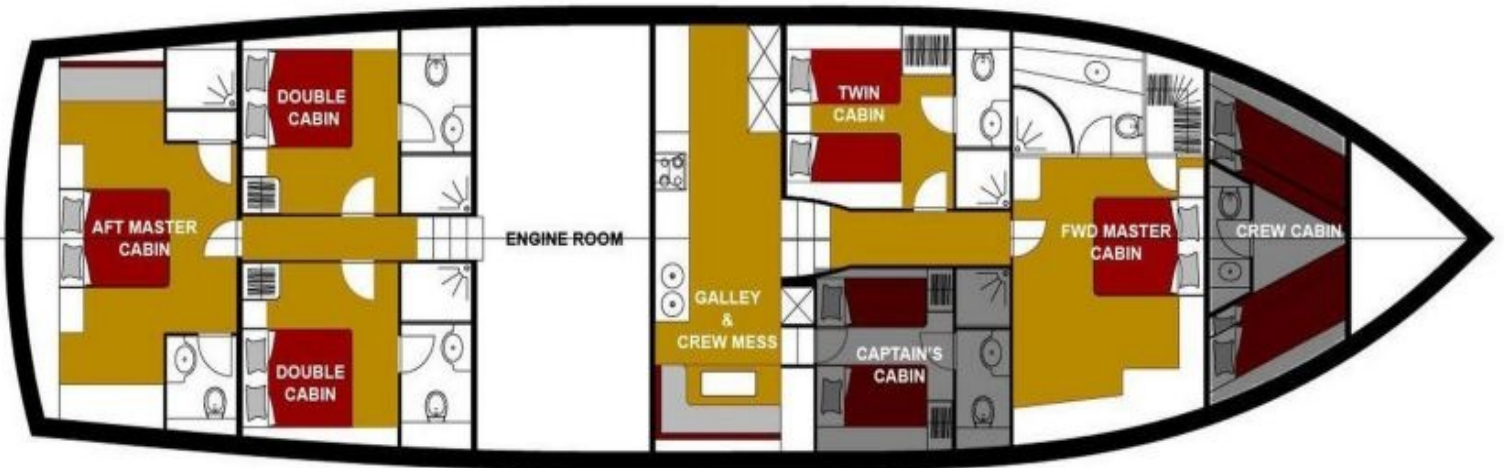 AFT MASTER
CABIN
DOUBLE
CABIN
DOUBLE
CABIN
ENGINE ROOM
GALLEY
&
CREW MESS
TWIN
CABIN
CAPTAIN'S
CABIN
FWD MASTER
CABIN
CREW CABIN